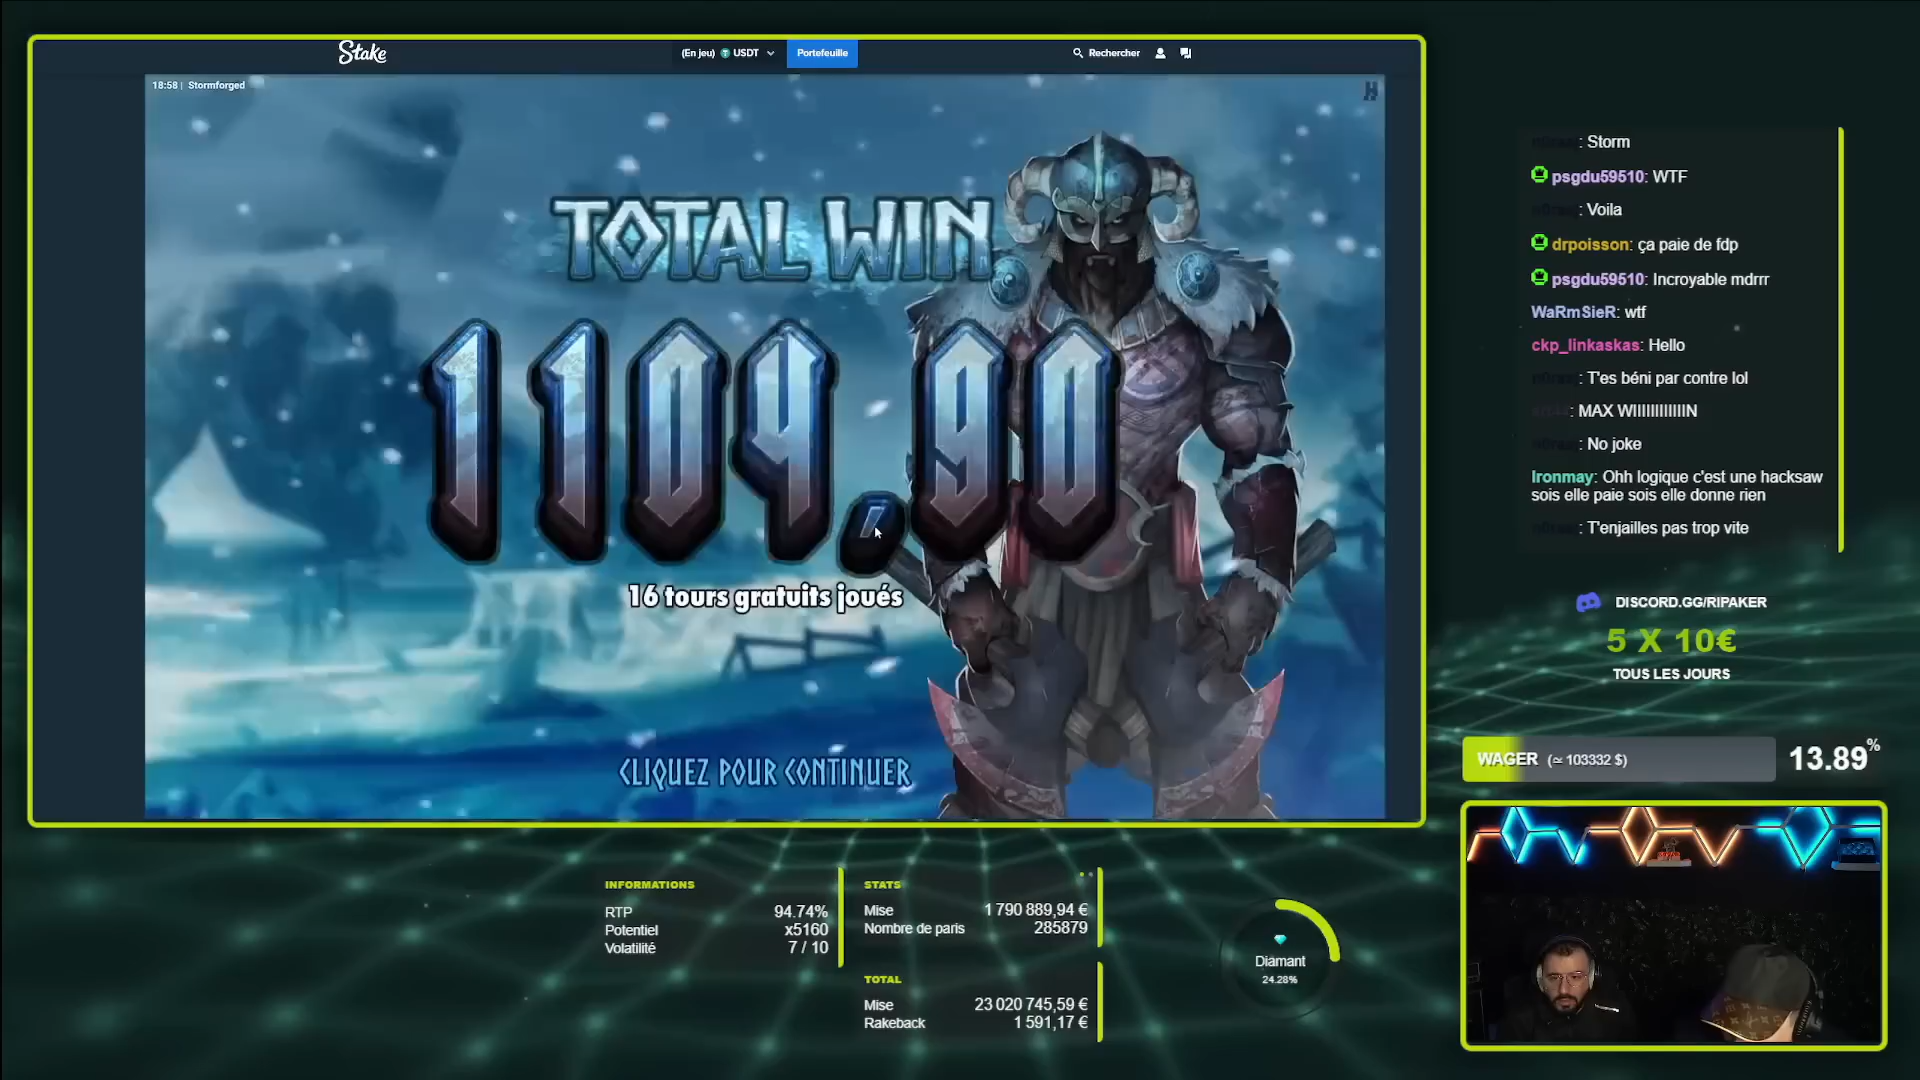 Stake
(En jeu) USDT
Portefeuille
Rechercher
18:58 | Stormforged
TOTAL WIN
1104,90
16 tours gratuits joués
CLIQUEZ POUR CONTINUER
: Storm
psgdu59510: WTF
: Voila
drpoisson: ça paie de fdp
psgdu59510: Incroyable mdrrr
WaRmSieR: wtf
ckp_linkaskas: Hello
: T'es béni par contre lol
: MAX WIIIIIIIIIIIN
: No joke
Ironmay: Ohh logique c'est une hacksaw
sois elle paie sois elle donne rien
: T'enjailles pas trop vite
DISCORD.GG/RIPAKER
5 X 10€
TOUS LES JOURS
WAGER (≃ 103332 $)
13.89%
INFORMATIONS
RTP 94.74%
Potentiel x5160
Volatilité 7 / 10
STATS
Mise 1 790 889,94 €
Nombre de paris 285879
TOTAL
Mise 23 020 745,59 €
Rakeback 1 591,17 €
Diamant
24.28%